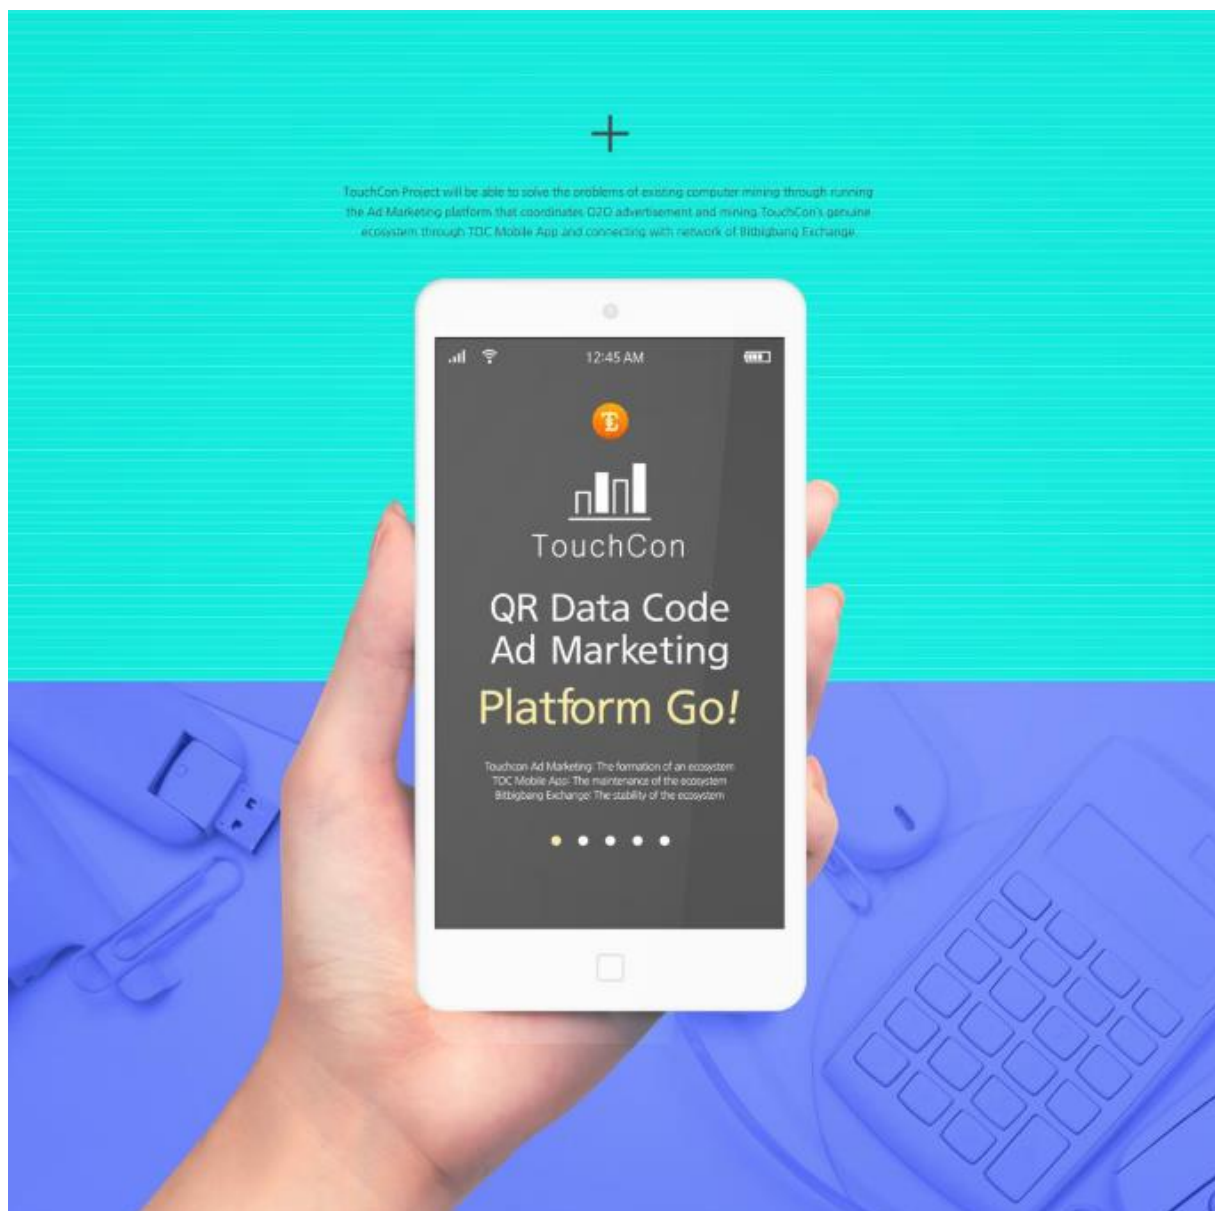 TouchCon Project will be able to solve the problems of existing computer mining through running
the Ad Marketing platform that coordinates O2O advertisement and mining TouchCon's genuine
ecosystem through TOC Mobile App and connecting with network of Bitbigbang Exchange.
12:45 AM
TouchCon
QR Data Code
Ad Marketing
Platform Go!
Touchcon Ad Marketing: The formation of an ecosystem
TOC Mobile App: The maintenance of the ecosystem
Bitbigbang Exchange: The stability of the ecosystem